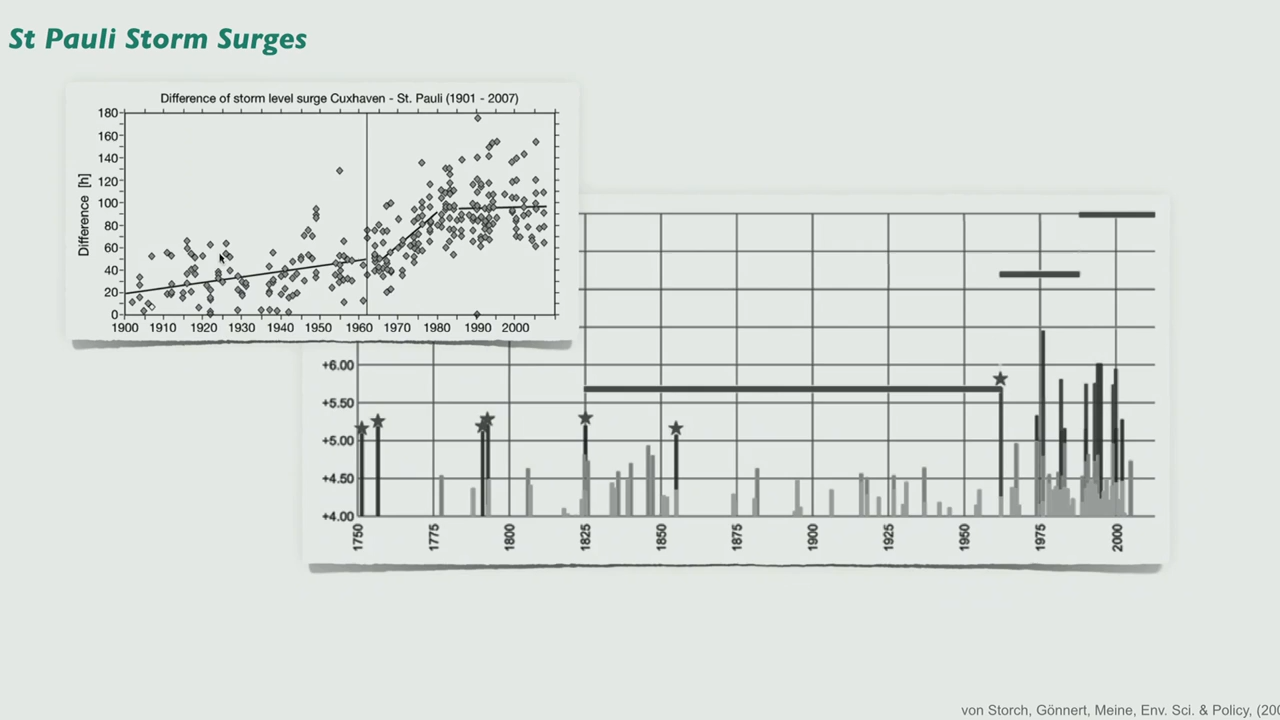 St Pauli Storm Surges
Difference of storm level surge Cuxhaven - St. Pauli (1901 - 2007)
180
160
140
120
100
80
60
40
20
0
Difference [h]
1900 1910 1920 1930 1940 1950 1960 1970 1980 1990 2000
+6.00
+5.50
+5.00
+4.50
+4.00
1750 1775 1800 1825 1850 1875 1900 1925 1950 1975 2000
von Storch, Gönnert, Meine, Env. Sci. & Policy, (200